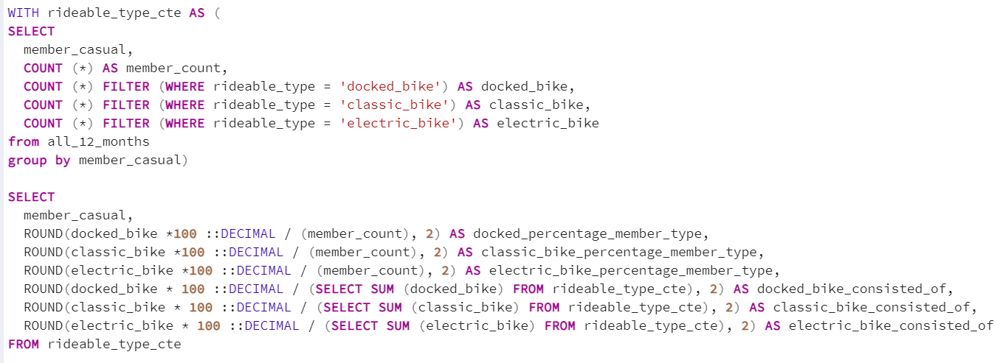 WITH rideable_type_cte AS (
SELECT
  member_casual,
  COUNT (*) AS member_count,
  COUNT (*) FILTER (WHERE rideable_type = 'docked_bike') AS docked_bike,
  COUNT (*) FILTER (WHERE rideable_type = 'classic_bike') AS classic_bike,
  COUNT (*) FILTER (WHERE rideable_type = 'electric_bike') AS electric_bike
from all_12_months
group by member_casual)

SELECT
  member_casual,
  ROUND(docked_bike *100 ::DECIMAL / (member_count), 2) AS docked_percentage_member_type,
  ROUND(classic_bike *100 ::DECIMAL / (member_count), 2) AS classic_bike_percentage_member_type,
  ROUND(electric_bike *100 ::DECIMAL / (member_count), 2) AS electric_bike_percentage_member_type,
  ROUND(docked_bike * 100 ::DECIMAL / (SELECT SUM (docked_bike) FROM rideable_type_cte), 2) AS docked_bike_consisted_of,
  ROUND(classic_bike * 100 ::DECIMAL / (SELECT SUM (classic_bike) FROM rideable_type_cte), 2) AS classic_bike_consisted_of,
  ROUND(electric_bike * 100 ::DECIMAL / (SELECT SUM (electric_bike) FROM rideable_type_cte), 2) AS electric_bike_consisted_of
FROM rideable_type_cte